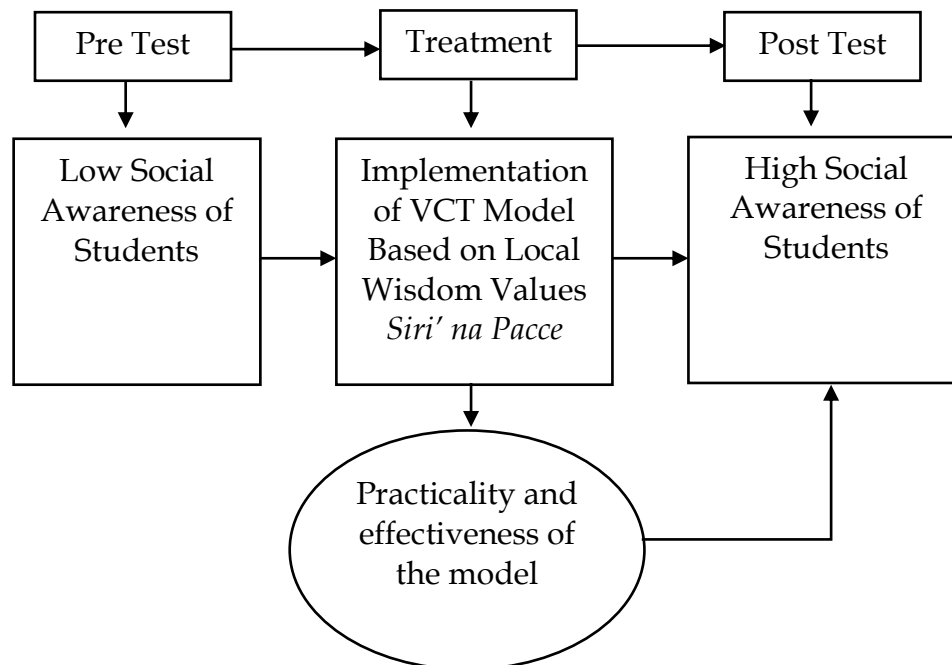 Pre Test
Treatment
Post Test
Low Social
Awareness of
Students
Implementation
of VCT Model
Based on Local
Wisdom Values
Siri’ na Pacce
High Social
Awareness of
Students
Practicality and
effectiveness of
the model